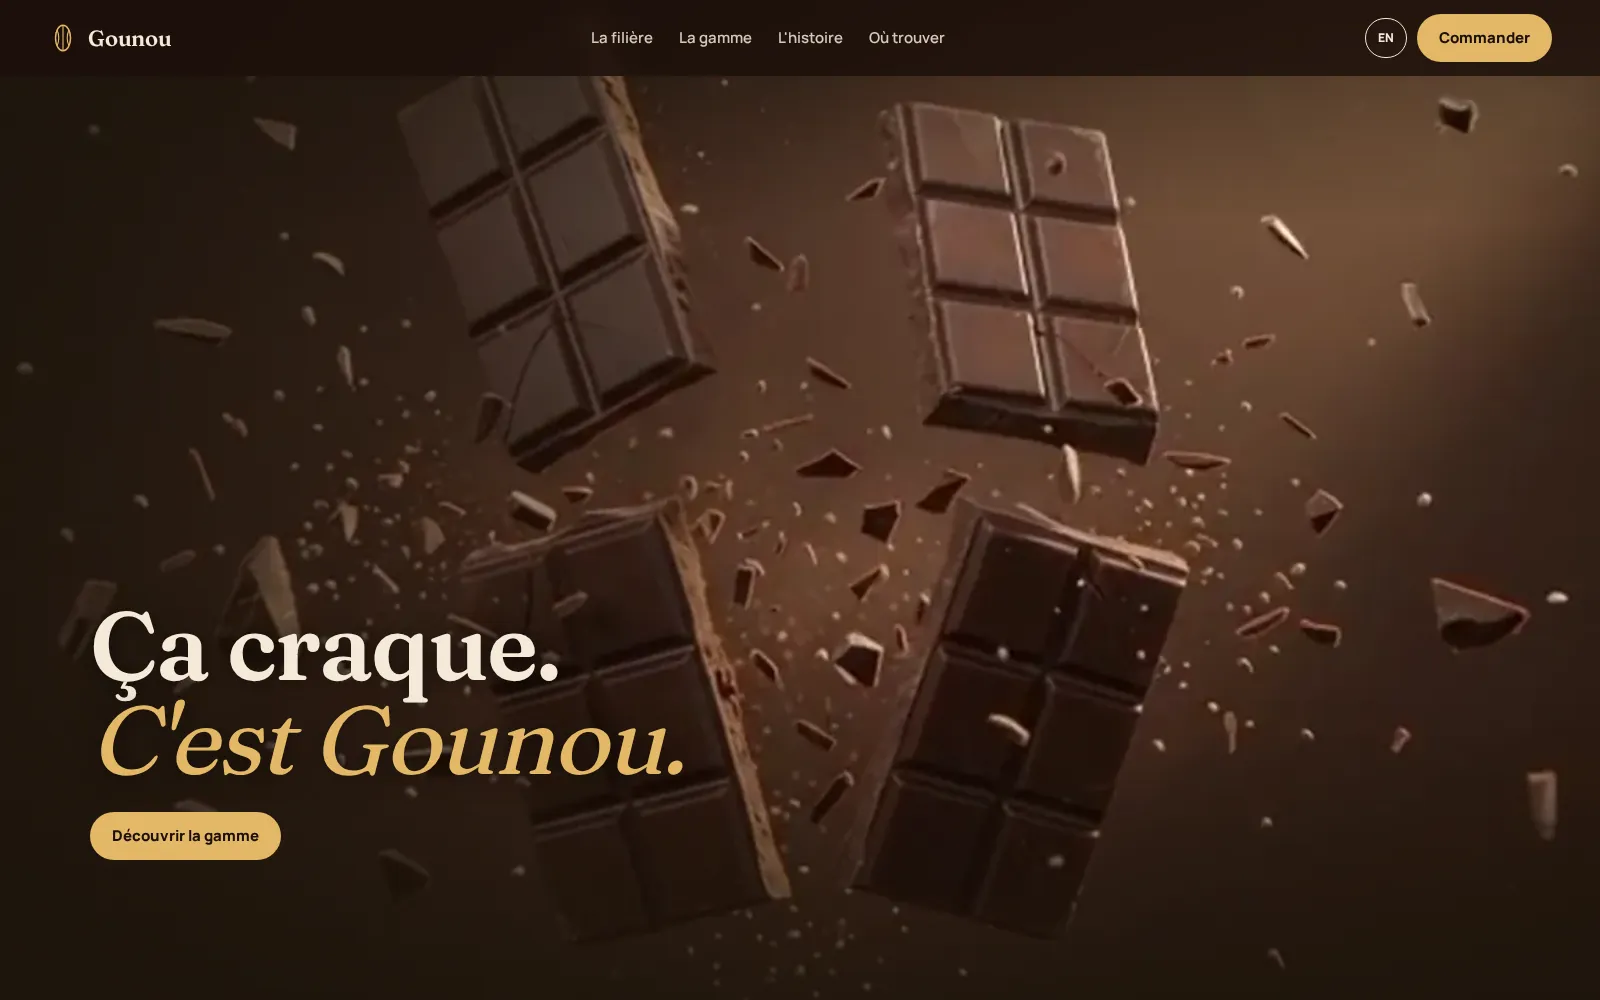 Gounou
La filière
La gamme
L'histoire
Où trouver
EN
Commander
Ça craque.
C'est Gounou.
Découvrir la gamme